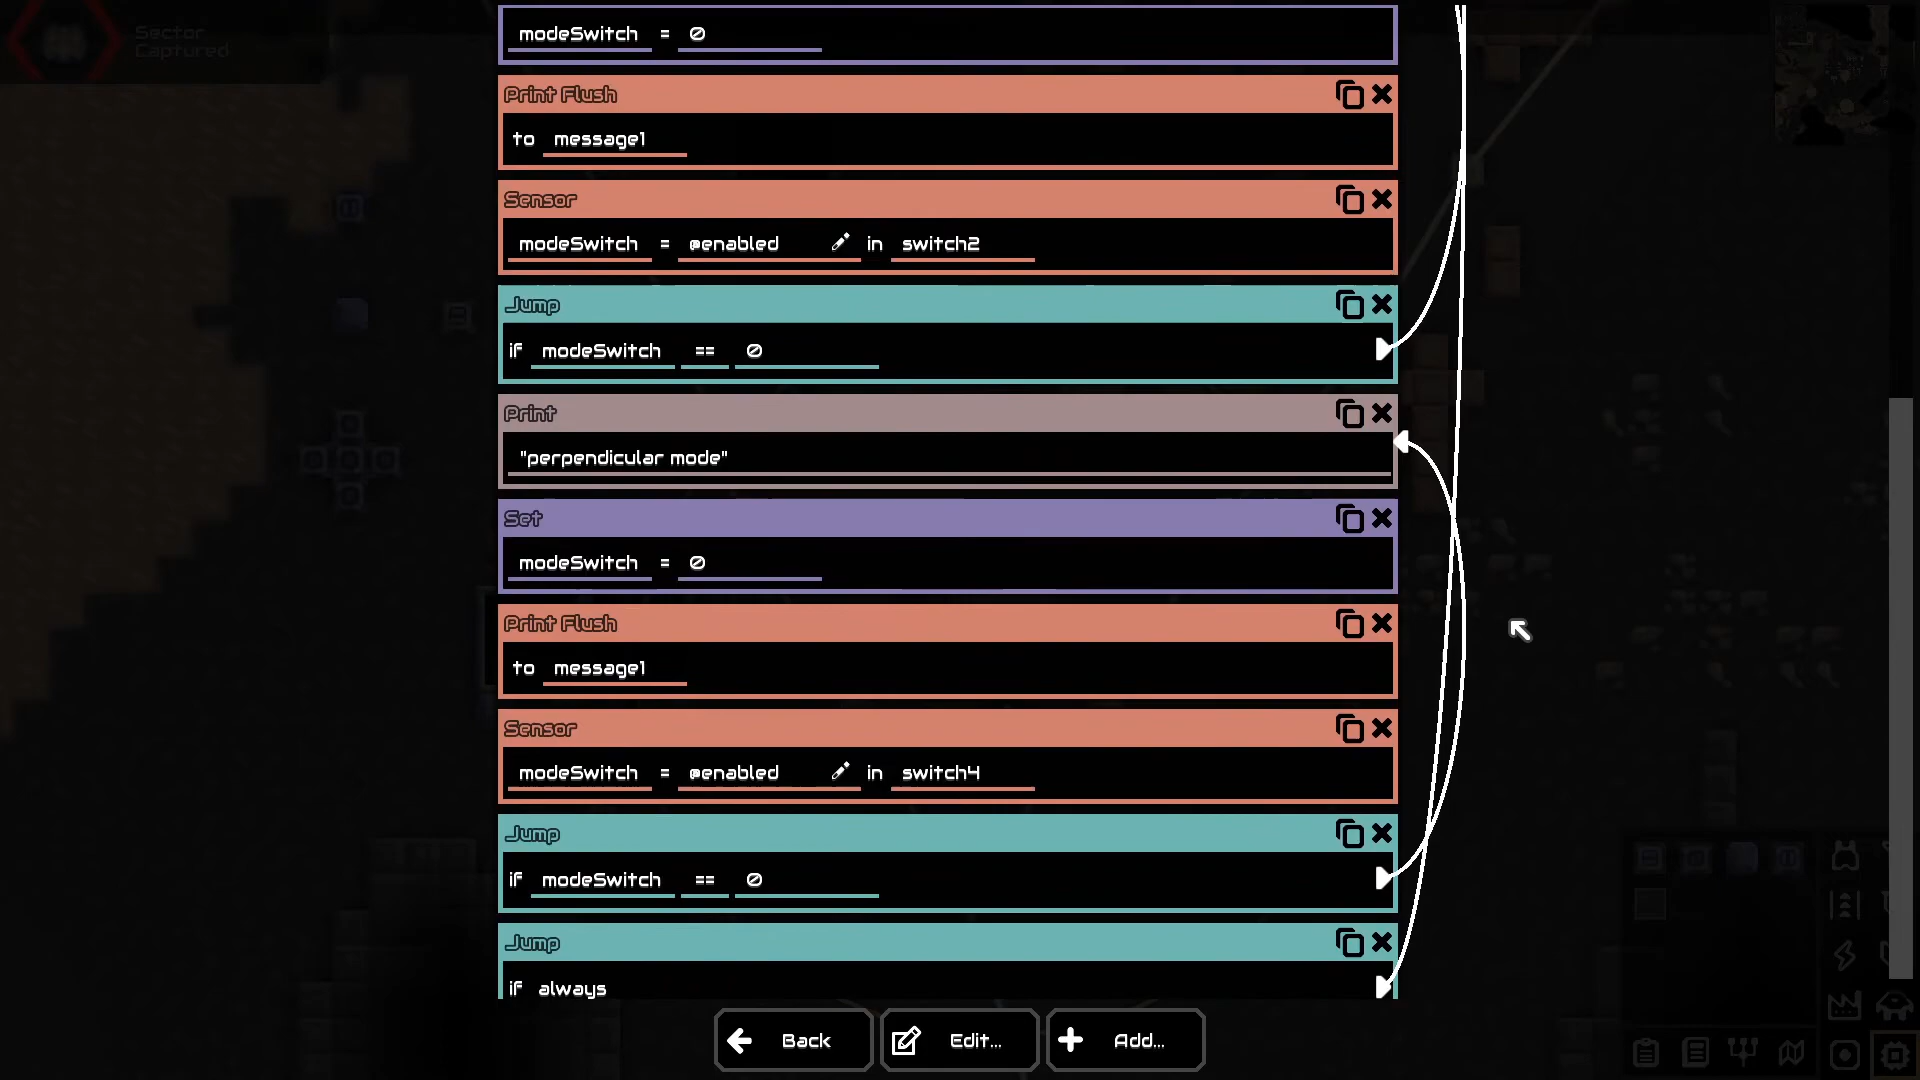 Sector
Captured
modeSwitch = 0
Print Flush
to message1
Sensor
modeSwitch = @enabled in switch2
Jump
if modeSwitch == 0
Print
"perpendicular mode"
Set
modeSwitch = 0
Print Flush
to message1
Sensor
modeSwitch = @enabled in switch4
Jump
if modeSwitch == 0
Jump
if always
Back
Edit...
Add...